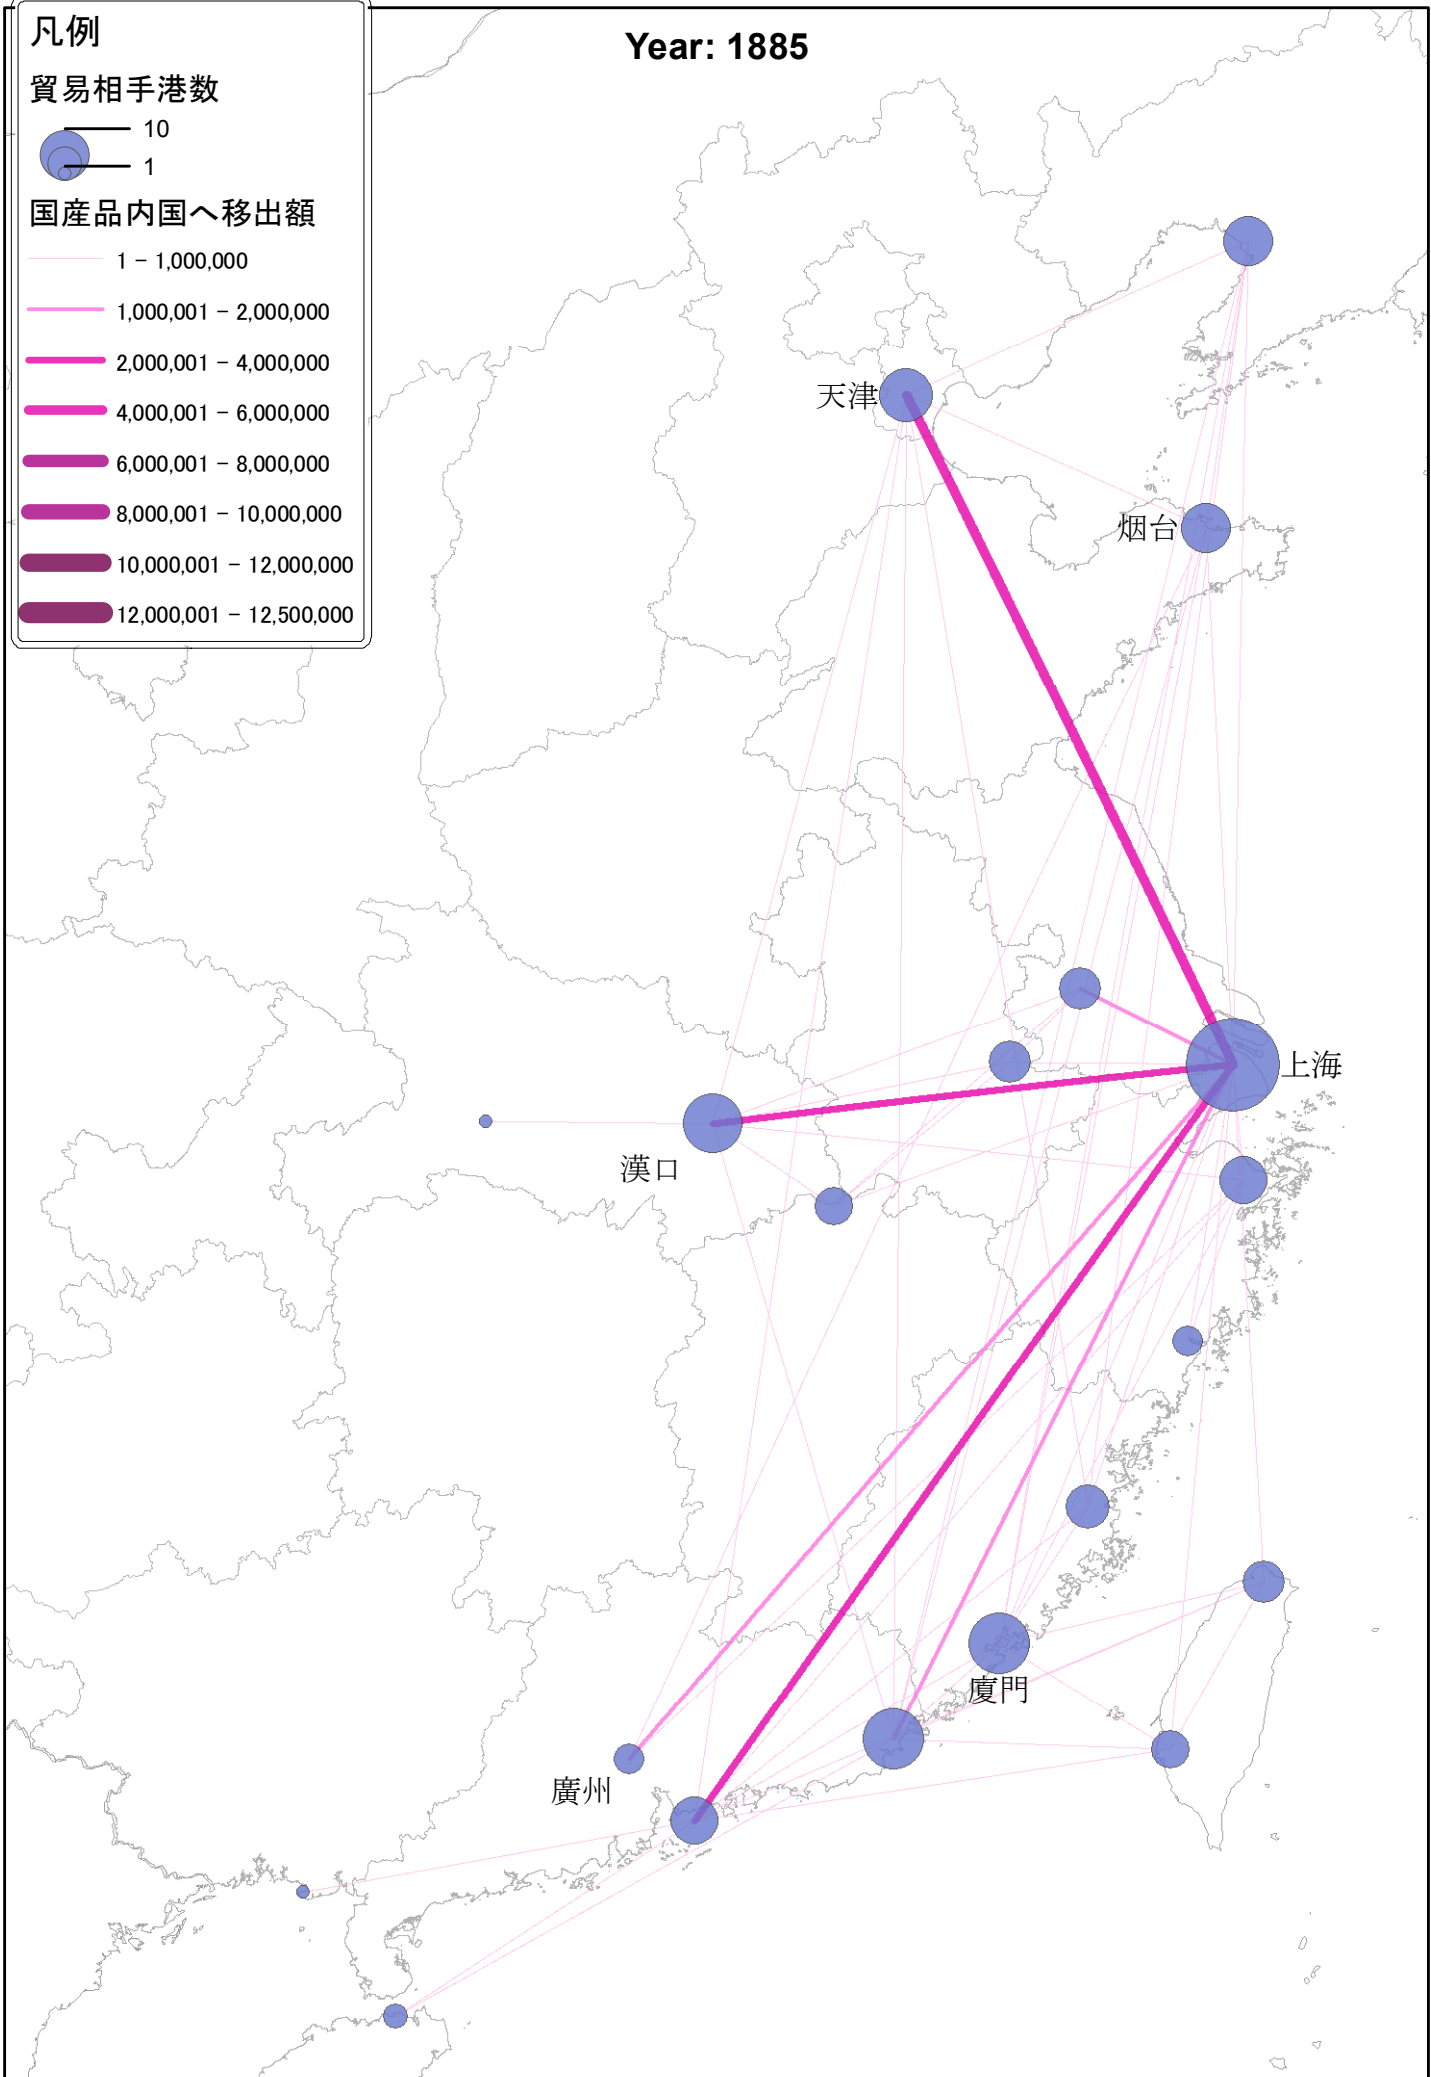 凡例
貿易相手港数
10
1
国産品内国へ移出額
1 - 1,000,000
1,000,001 - 2,000,000
2,000,001 - 4,000,000
4,000,001 - 6,000,000
6,000,001 - 8,000,000
8,000,001 - 10,000,000
10,000,001 - 12,000,000
12,000,001 - 12,500,000
Year: 1885
天津
烟台
上海
漢口
廈門
廣州